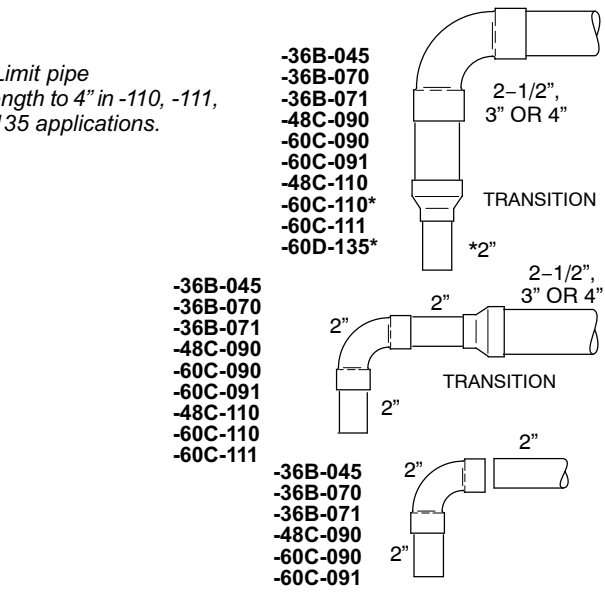 Limit pipe
ngth to 4” in -110, -111,
135 applications.
-36B-045
-36B-070
-36B-071
-48C-090
-60C-090
-60C-091
-48C-110
-60C-110*
-60C-111
-60D-135*
2–1/2”,
3” OR 4”
TRANSITION
*2”
-36B-045
-36B-070
-36B-071
-48C-090
-60C-090
-60C-091
-48C-110
-60C-110
-60C-111
2”
2”
2”
2–1/2”,
3” OR 4”
TRANSITION
-36B-045
-36B-070
-36B-071
-48C-090
-60C-090
-60C-091
2”
2”
2”